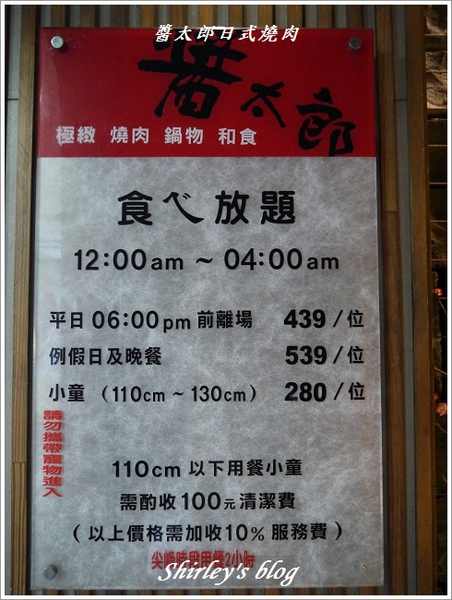 醬太郎日式燒肉
醬太郎
極緻 燒肉 鍋物 和食
食べ放題
12:00am ~ 04:00am
平日 06:00pm 前離場 439/位
例假日及晚餐 539/位
小童 (110cm ~ 130cm) 280/位
請勿攜帶寵物進入
110cm 以下用餐小童
需酌收100元清潔費
(以上價格需加收10%服務費)
尖峰時段用餐2小時
Shirley's blog